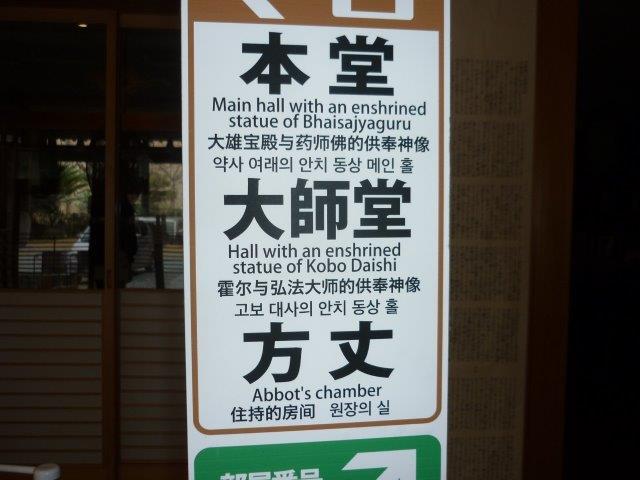 本堂
Main hall with an enshrined
statue of Bhaisajyaguru
大雄宝殿与药师佛的供奉神像
약사 여래의 안치 동상 메인 홀
大師堂
Hall with an enshrined
statue of Kobo Daishi
霍尔与弘法大师的供奉神像
고보 대사의 안치 동상 홀
方丈
Abbot's chamber
住持的房间 원장의 실